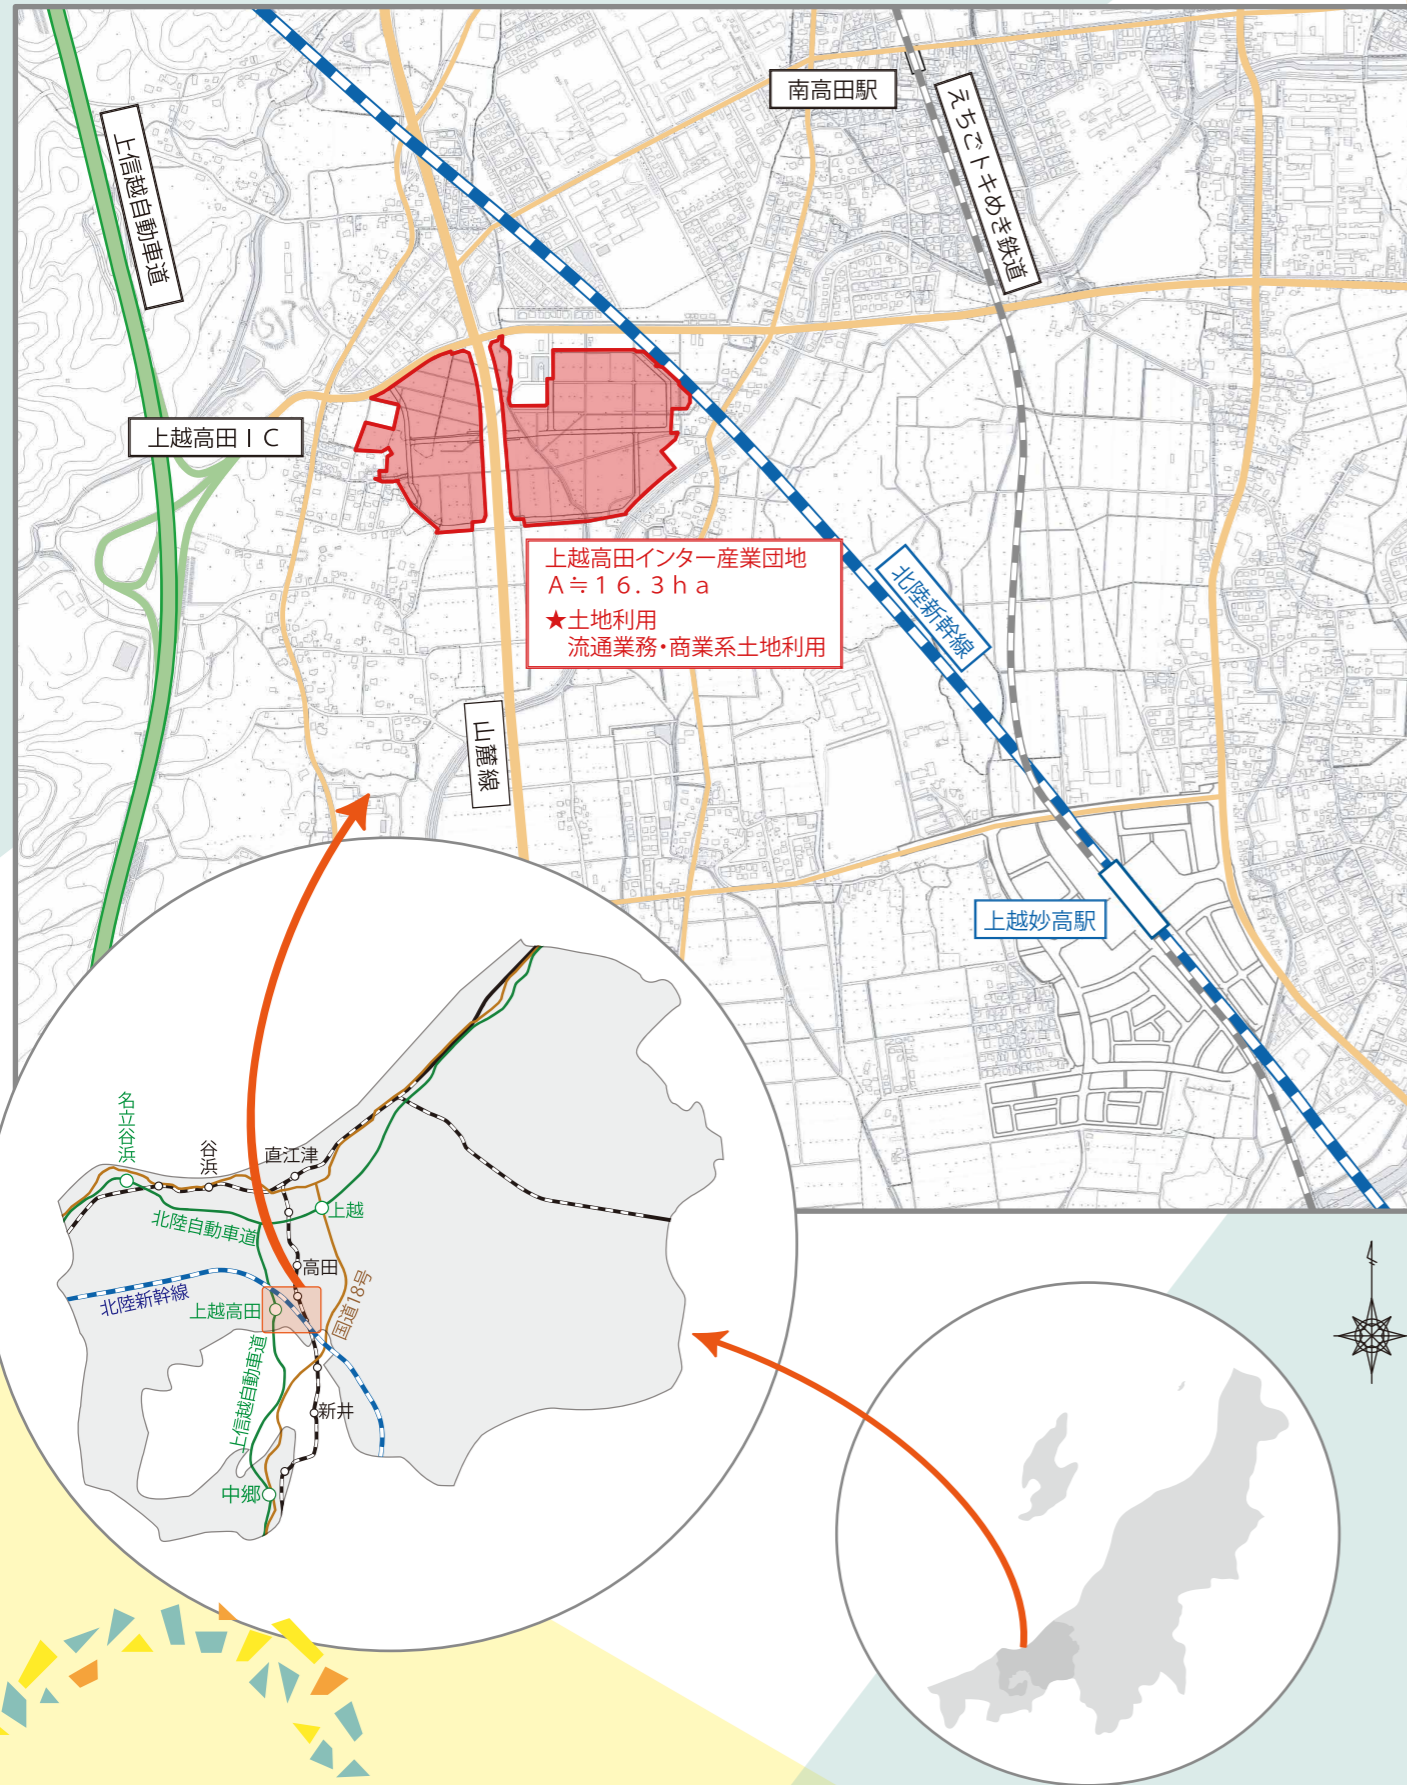 南高田駅
えちごトキめき鉄道
上信越自動車道
上越高田ＩＣ
上越高田インター産業団地
Ａ≒１６.３ｈａ
★土地利用
流通業務・商業系土地利用
北陸新幹線
山麓線
上越妙高駅
名立谷浜
谷浜
直江津
上越
北陸自動車道
高田
北陸新幹線
上越高田
国道18号
上信越自動車道
新井
中郷